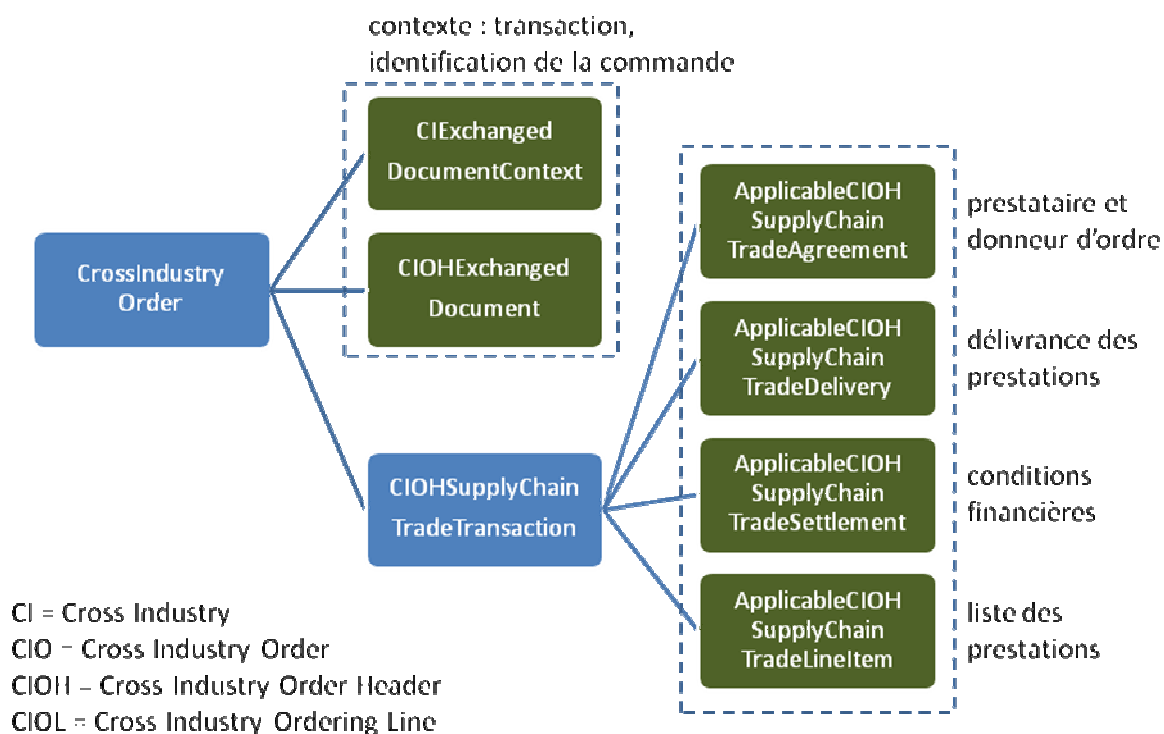 contexte : transaction,
identification de la commande
CIExchanged
DocumentContext
CrossIndustry
Order
CIOHExchanged
Document
CIOHSupplyChain
TradeTransaction
ApplicableCIOH
SupplyChain
TradeAgreement
prestataire et
donneur d'ordre
ApplicableCIOH
SupplyChain
TradeDelivery
délivrance des
prestations
ApplicableCIOH
SupplyChain
TradeSettlement
conditions
financières
ApplicableCIOH
SupplyChain
TradeLineItem
liste des
prestations
CI = Cross Industry
CIO = Cross Industry Order
CIOH = Cross Industry Order Header
CIOL = Cross Industry Ordering Line